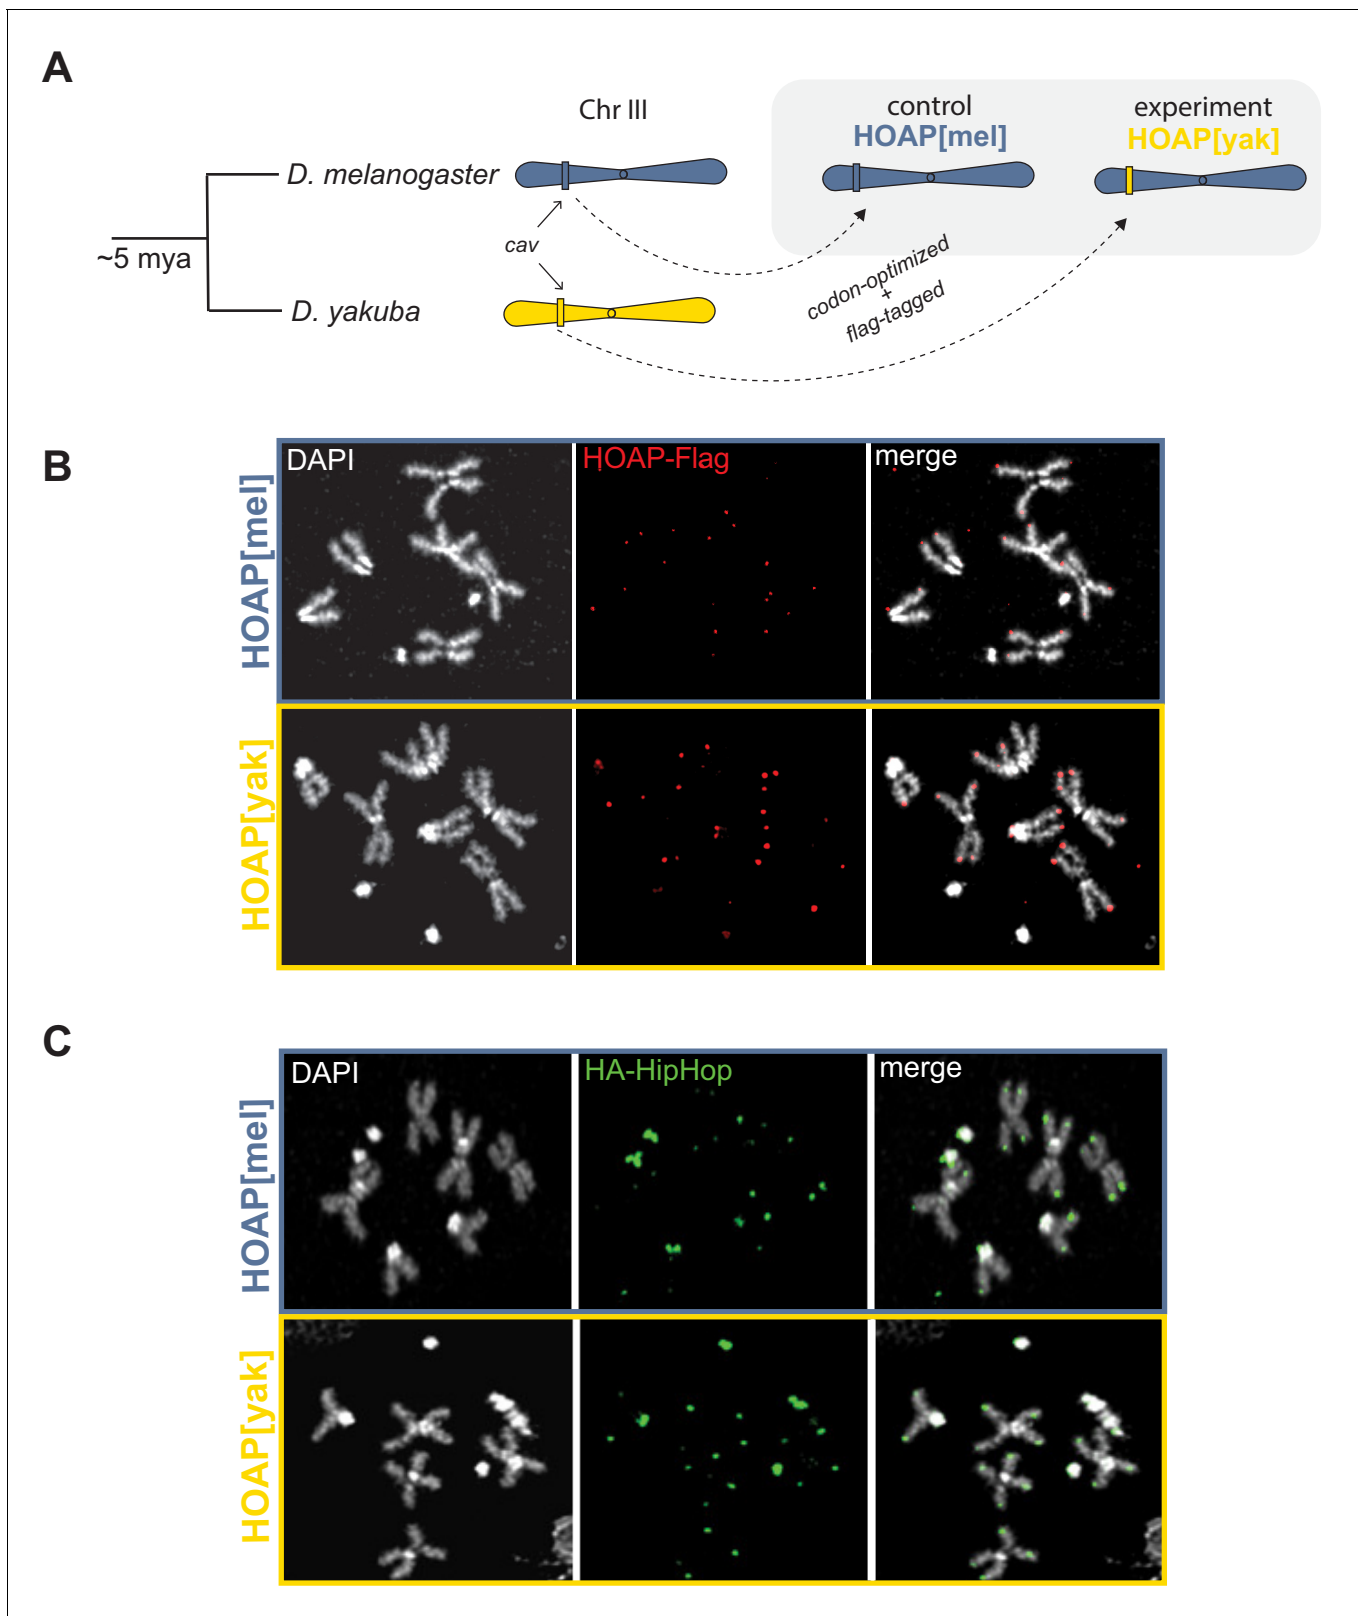 A
Chr III
control
HOAP[mel]
experiment
HOAP[yak]
D. melanogaster
cav
~5 mya
D. yakuba
codon-optimized
+
flag-tagged
B
DAPI
HOAP-Flag
merge
HOAP[mel]
HOAP[yak]
C
DAPI
HA-HipHop
merge
HOAP[mel]
HOAP[yak]